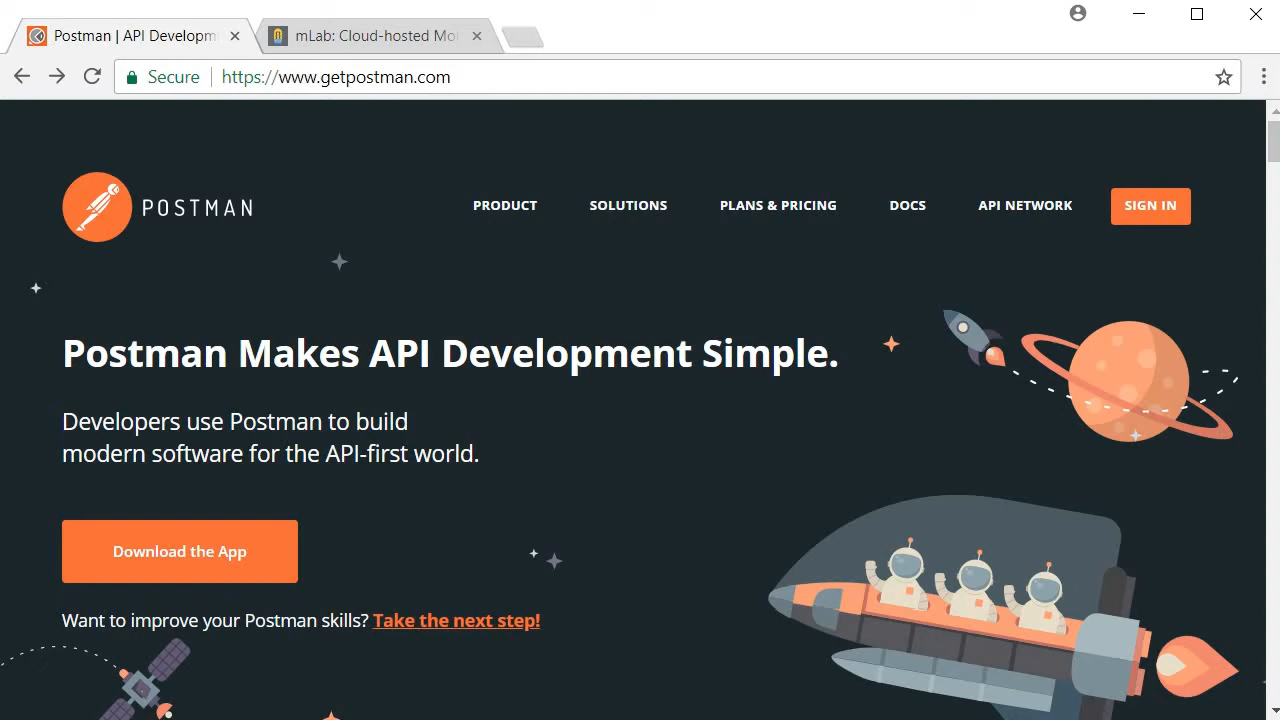 Postman | API Developm
mLab: Cloud-hosted Mo
Secure
https://www.getpostman.com
POSTMAN
PRODUCT
SOLUTIONS
PLANS & PRICING
DOCS
API NETWORK
SIGN IN
Postman Makes API Development Simple.
Developers use Postman to build
modern software for the API-first world.
Download the App
Want to improve your Postman skills? Take the next step!